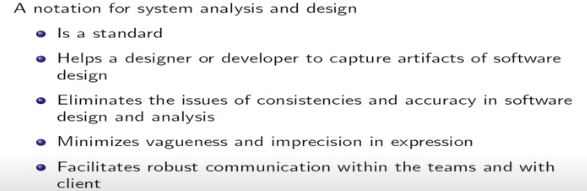 A notation for system analysis and design
Is a standard
Helps a designer or developer to capture artifacts of software
design
Eliminates the issues of consistencies and accuracy in software
design and analysis
Minimizes vagueness and imprecision in expression
Facilitates robust communication within the teams and with
client